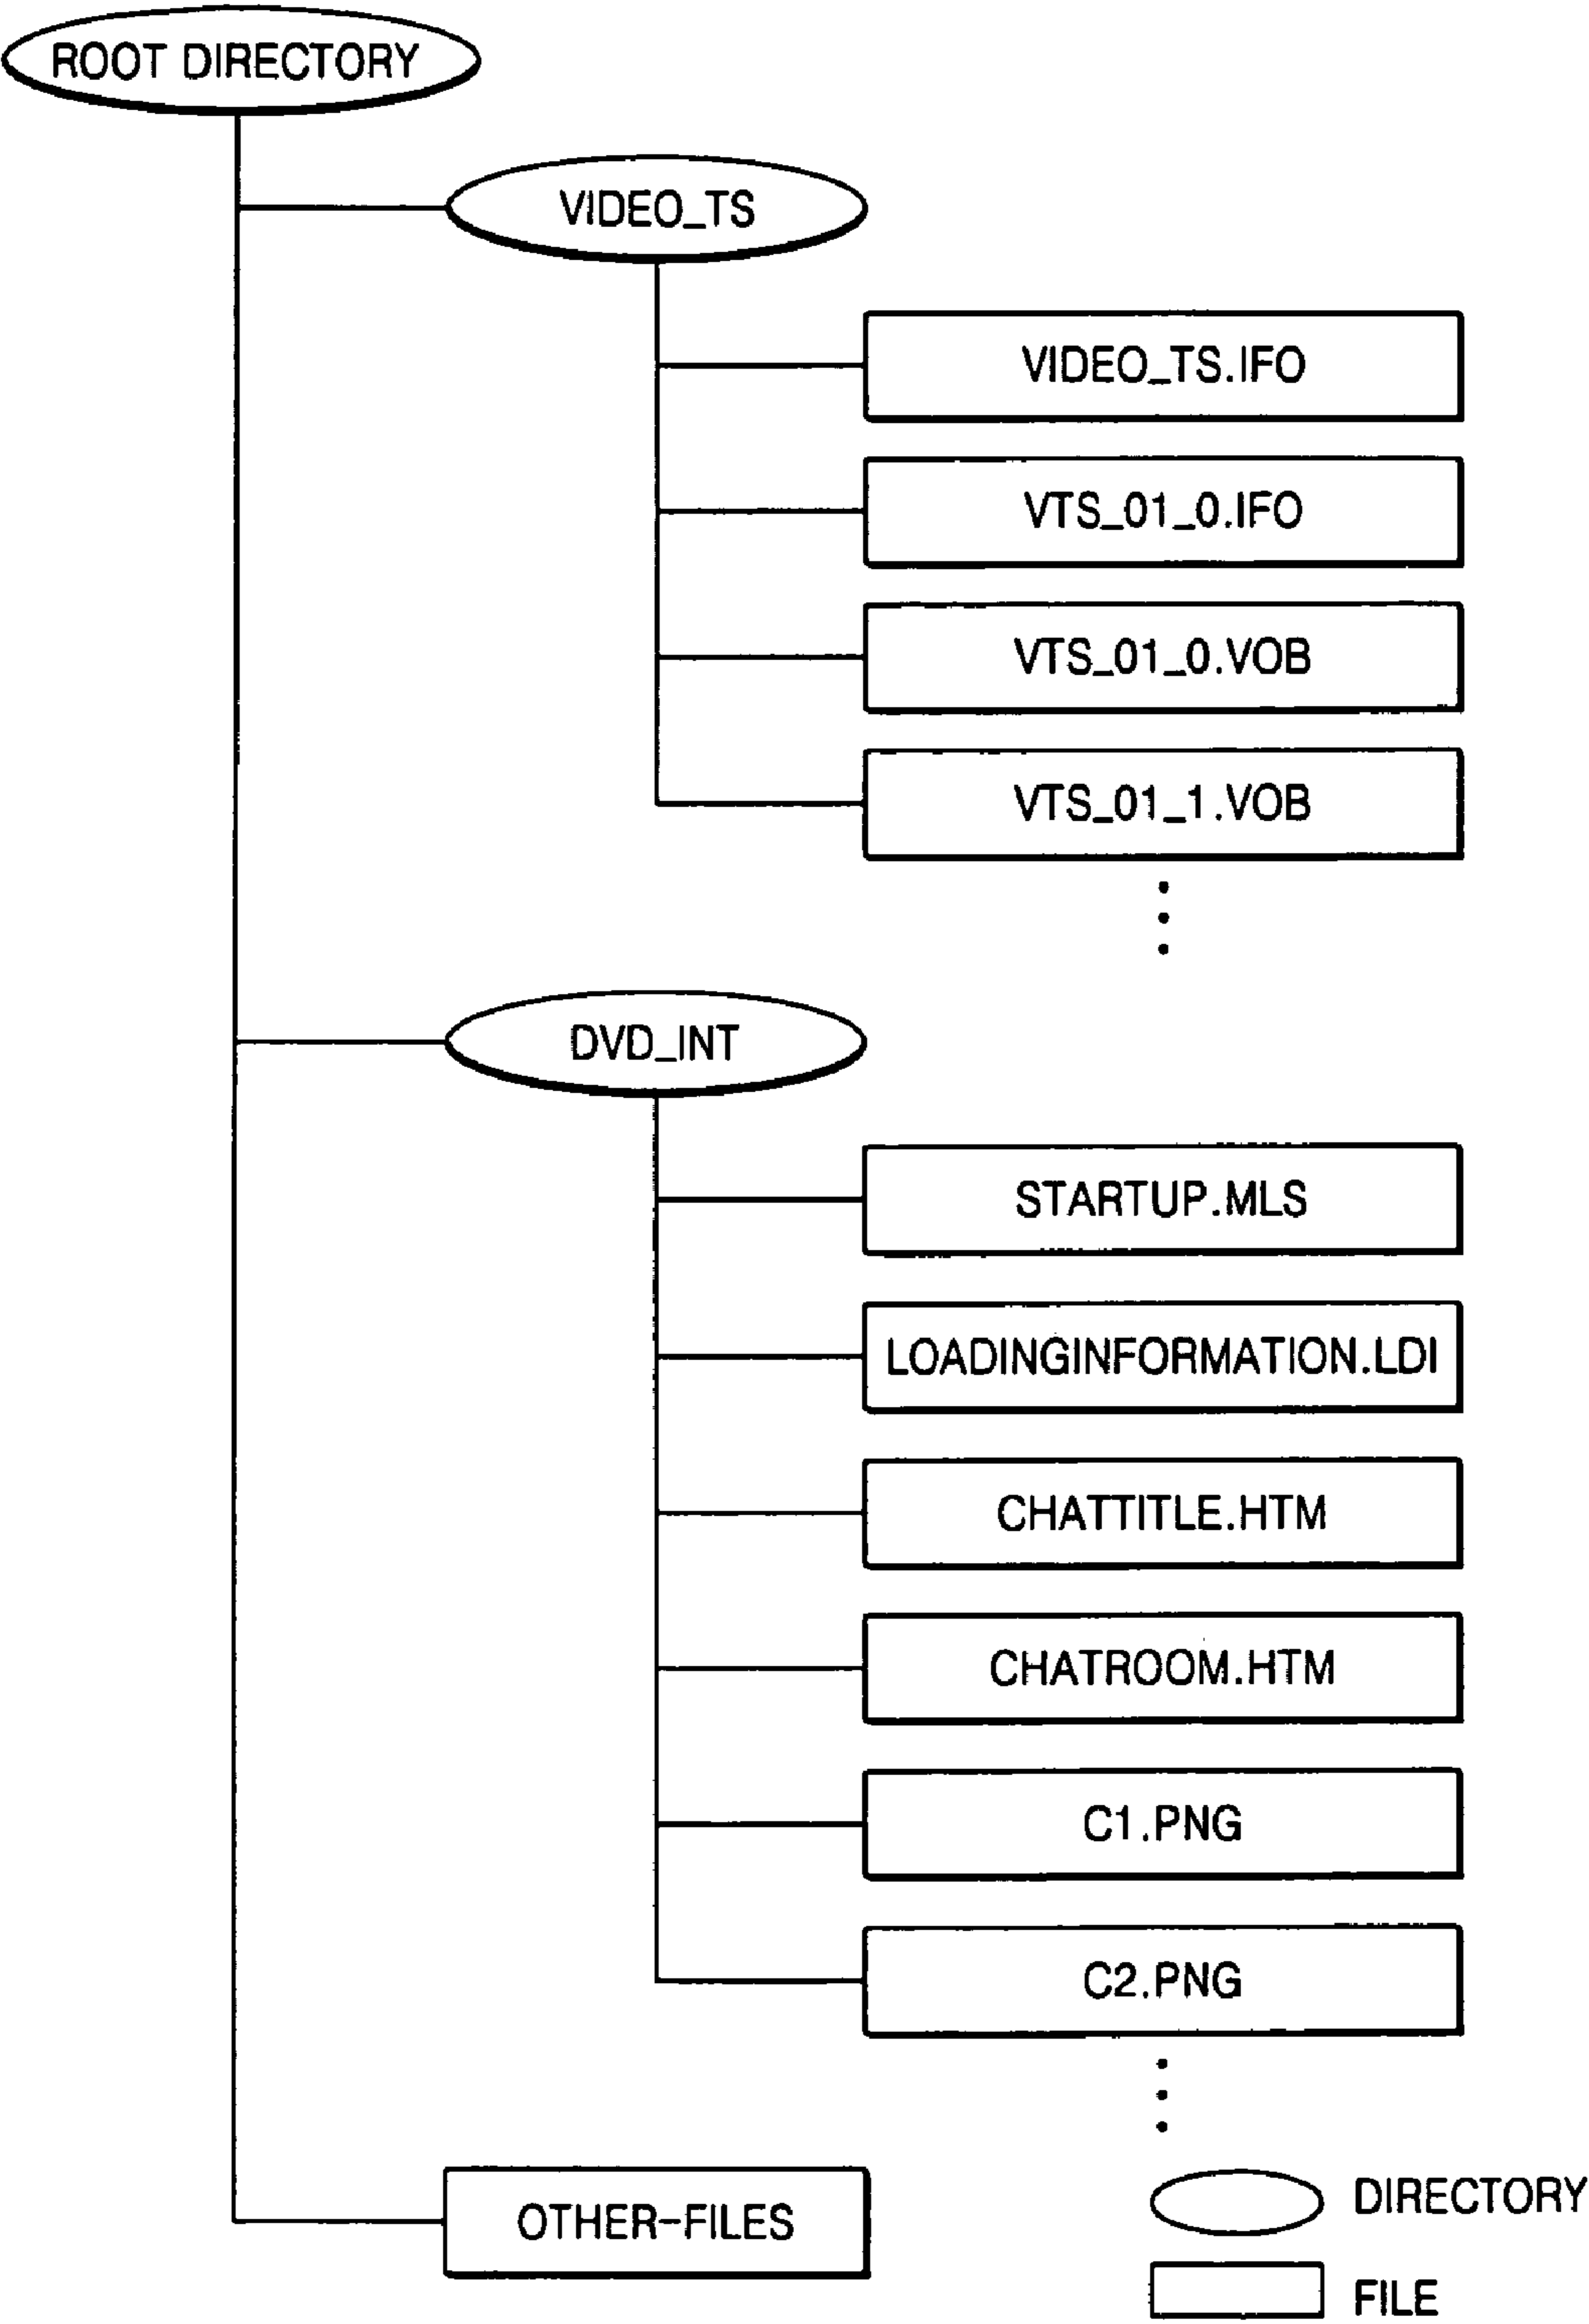 ROOT DIRECTORY
VIDEO_TS
VIDEO_TS.IFO
VTS_01_0.IFO
VTS_01_0.VOB
VTS_01_1.VOB
DVD_INT
STARTUP.MLS
LOADINGINFORMATION.LDI
CHATTITLE.HTM
CHATROOM.HTM
C1.PNG
C2.PNG
OTHER-FILES
DIRECTORY
FILE